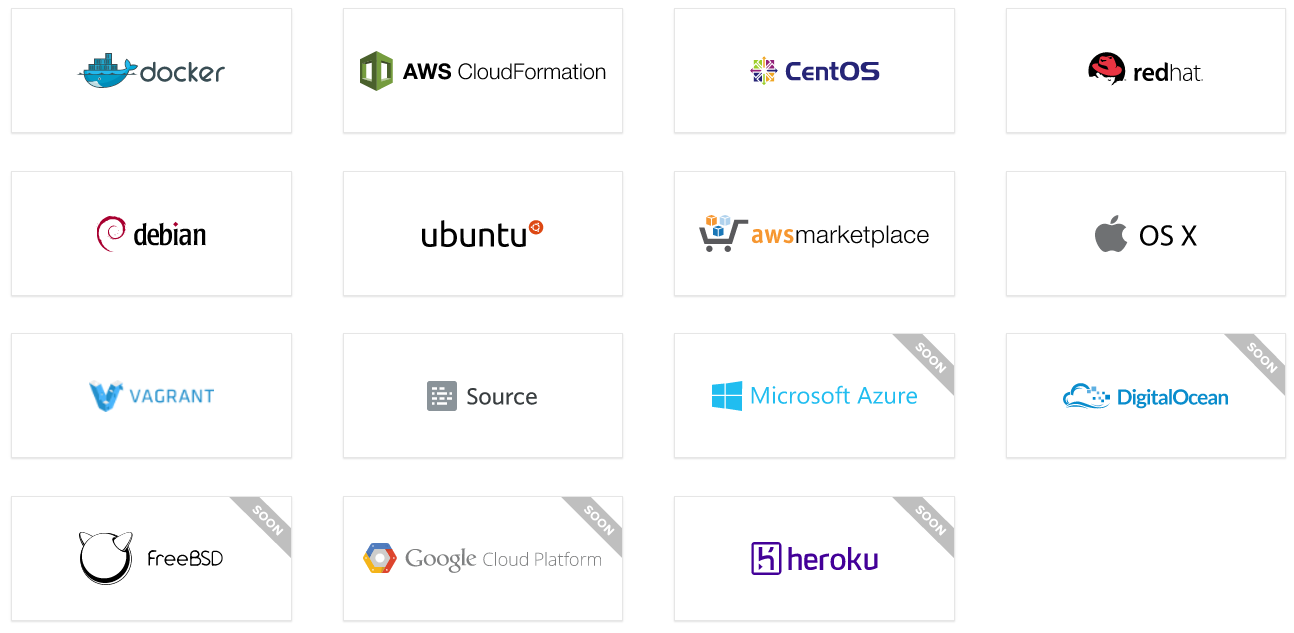 docker
AWS CloudFormation
CentOS
redhat.
debian
ubuntu
awsmarketplace
OS X
VAGRANT
Source
SOON
Microsoft Azure
SOON
DigitalOcean
SOON
freeBSD
SOON
Google Cloud Platform
SOON
heroku